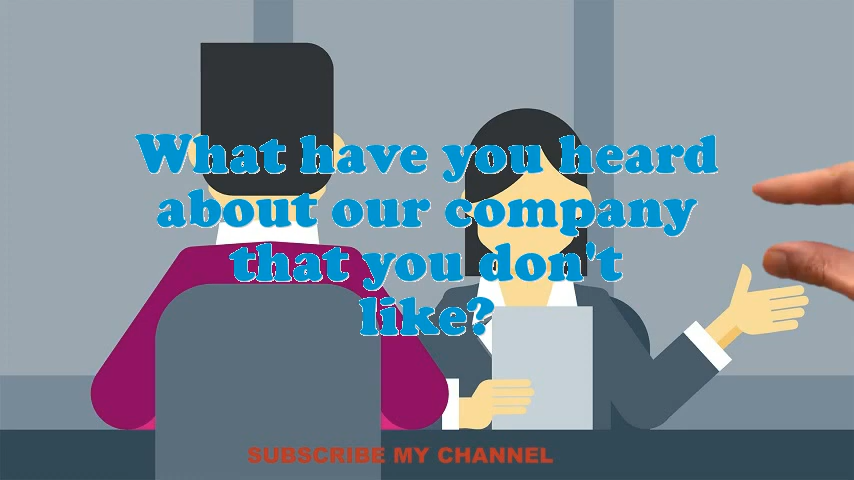 What have you heard
about our company
that you don't
like?
SUBSCRIBE MY CHANNEL